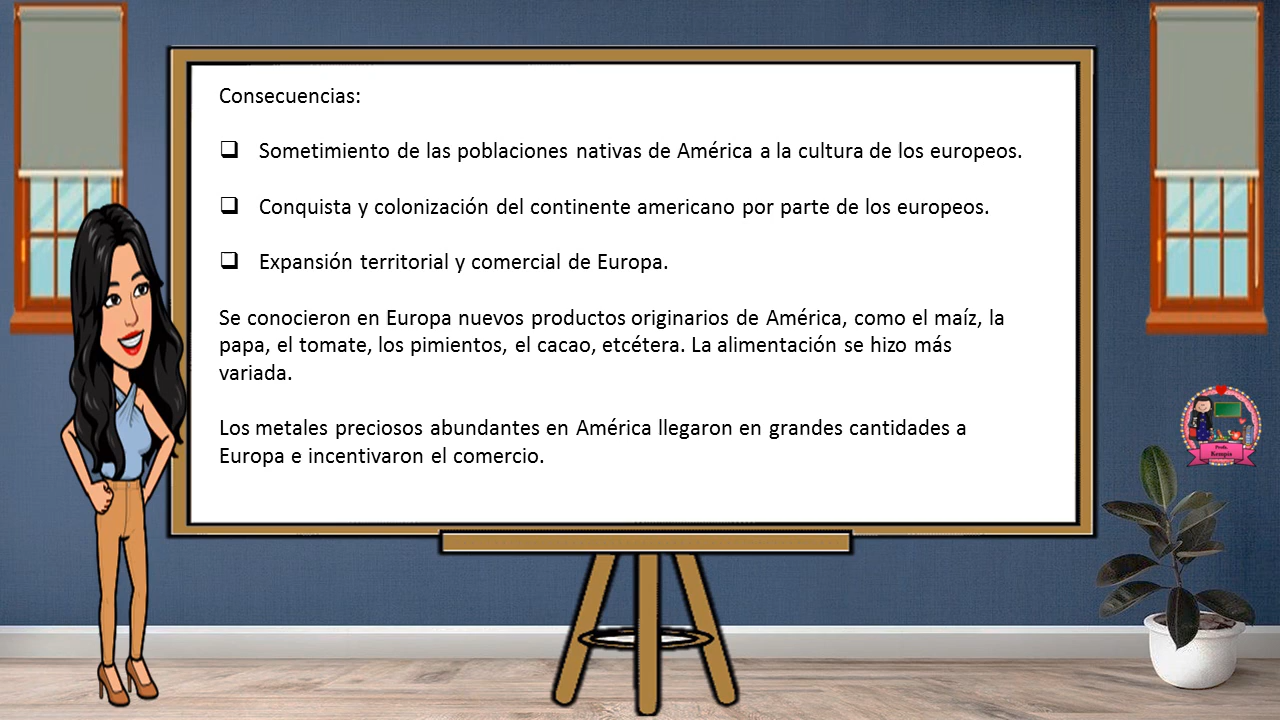 Consecuencias:
❑ Sometimiento de las poblaciones nativas de América a la cultura de los europeos.
❑ Conquista y colonización del continente americano por parte de los europeos.
❑ Expansión territorial y comercial de Europa.
Se conocieron en Europa nuevos productos originarios de América, como el maíz, la
papa, el tomate, los pimientos, el cacao, etcétera. La alimentación se hizo más
variada.
Los metales preciosos abundantes en América llegaron en grandes cantidades a
Europa e incentivaron el comercio.
Profa.
Kempis